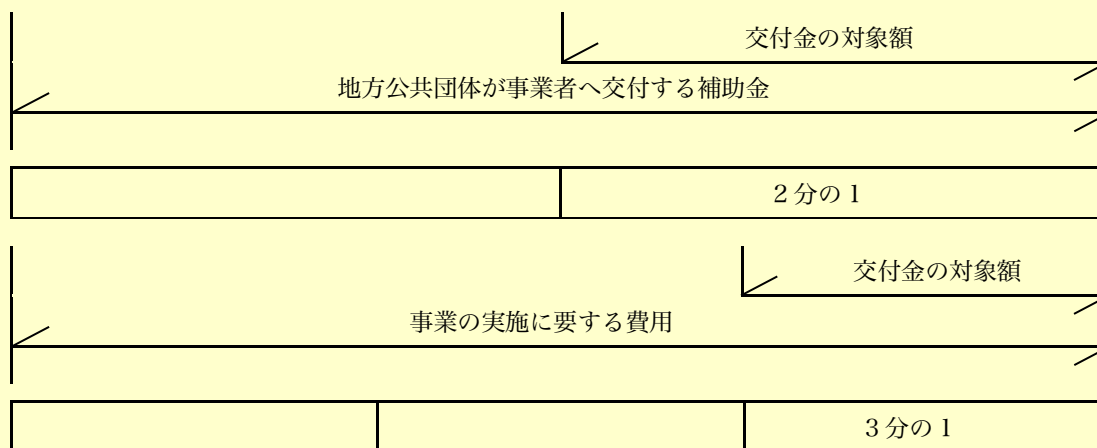 交付金の対象額
地方公共団体が事業者へ交付する補助金
２分の１
交付金の対象額
事業の実施に要する費用
３分の１